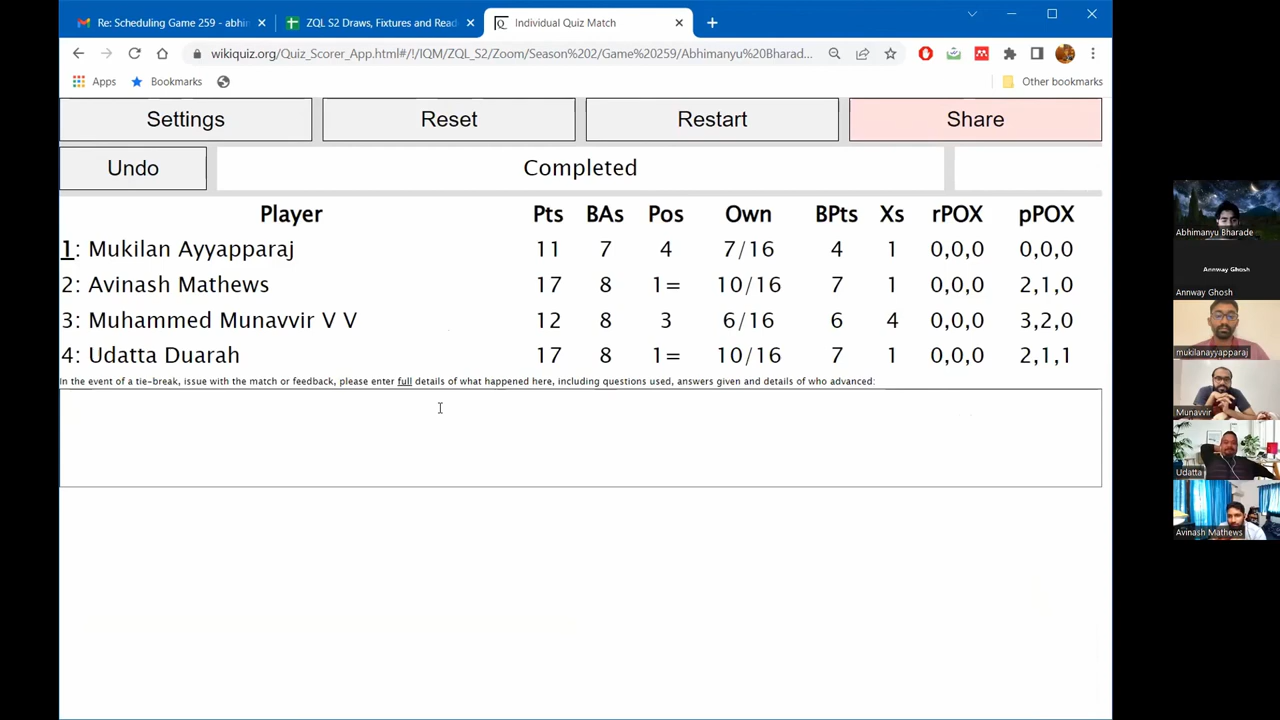 Re: Scheduling Game 259 - abhi
ZQL S2 Draws, Fixtures and Read
Individual Quiz Match
wikiquiz.org/Quiz_Scorer_App.html#/!/IQM/ZQL_S2/Zoom/Season%202/Game%20259/Abhimanyu%20Bharad...
Apps
Bookmarks
Other bookmarks
Settings Reset Restart Share
Undo Completed
Player Pts BAs Pos Own BPts Xs rPOX pPOX
1: Mukilan Ayyapparaj 11 7 4 7/16 4 1 0,0,0 0,0,0
2: Avinash Mathews 17 8 1= 10/16 7 1 0,0,0 2,1,0
3: Muhammed Munavvir V V 12 8 3 6/16 6 4 0,0,0 3,2,0
4: Udatta Duarah 17 8 1= 10/16 7 1 0,0,0 2,1,1
In the event of a tie-break, issue with the match or feedback, please enter full details of what happened here, including questions used, answers given and details of who advanced:
Abhimanyu Bharade
Annway Ghosh
Annway Ghosh
mukilanayyapparaj
Munavvir
Udatta
Avinash Mathews